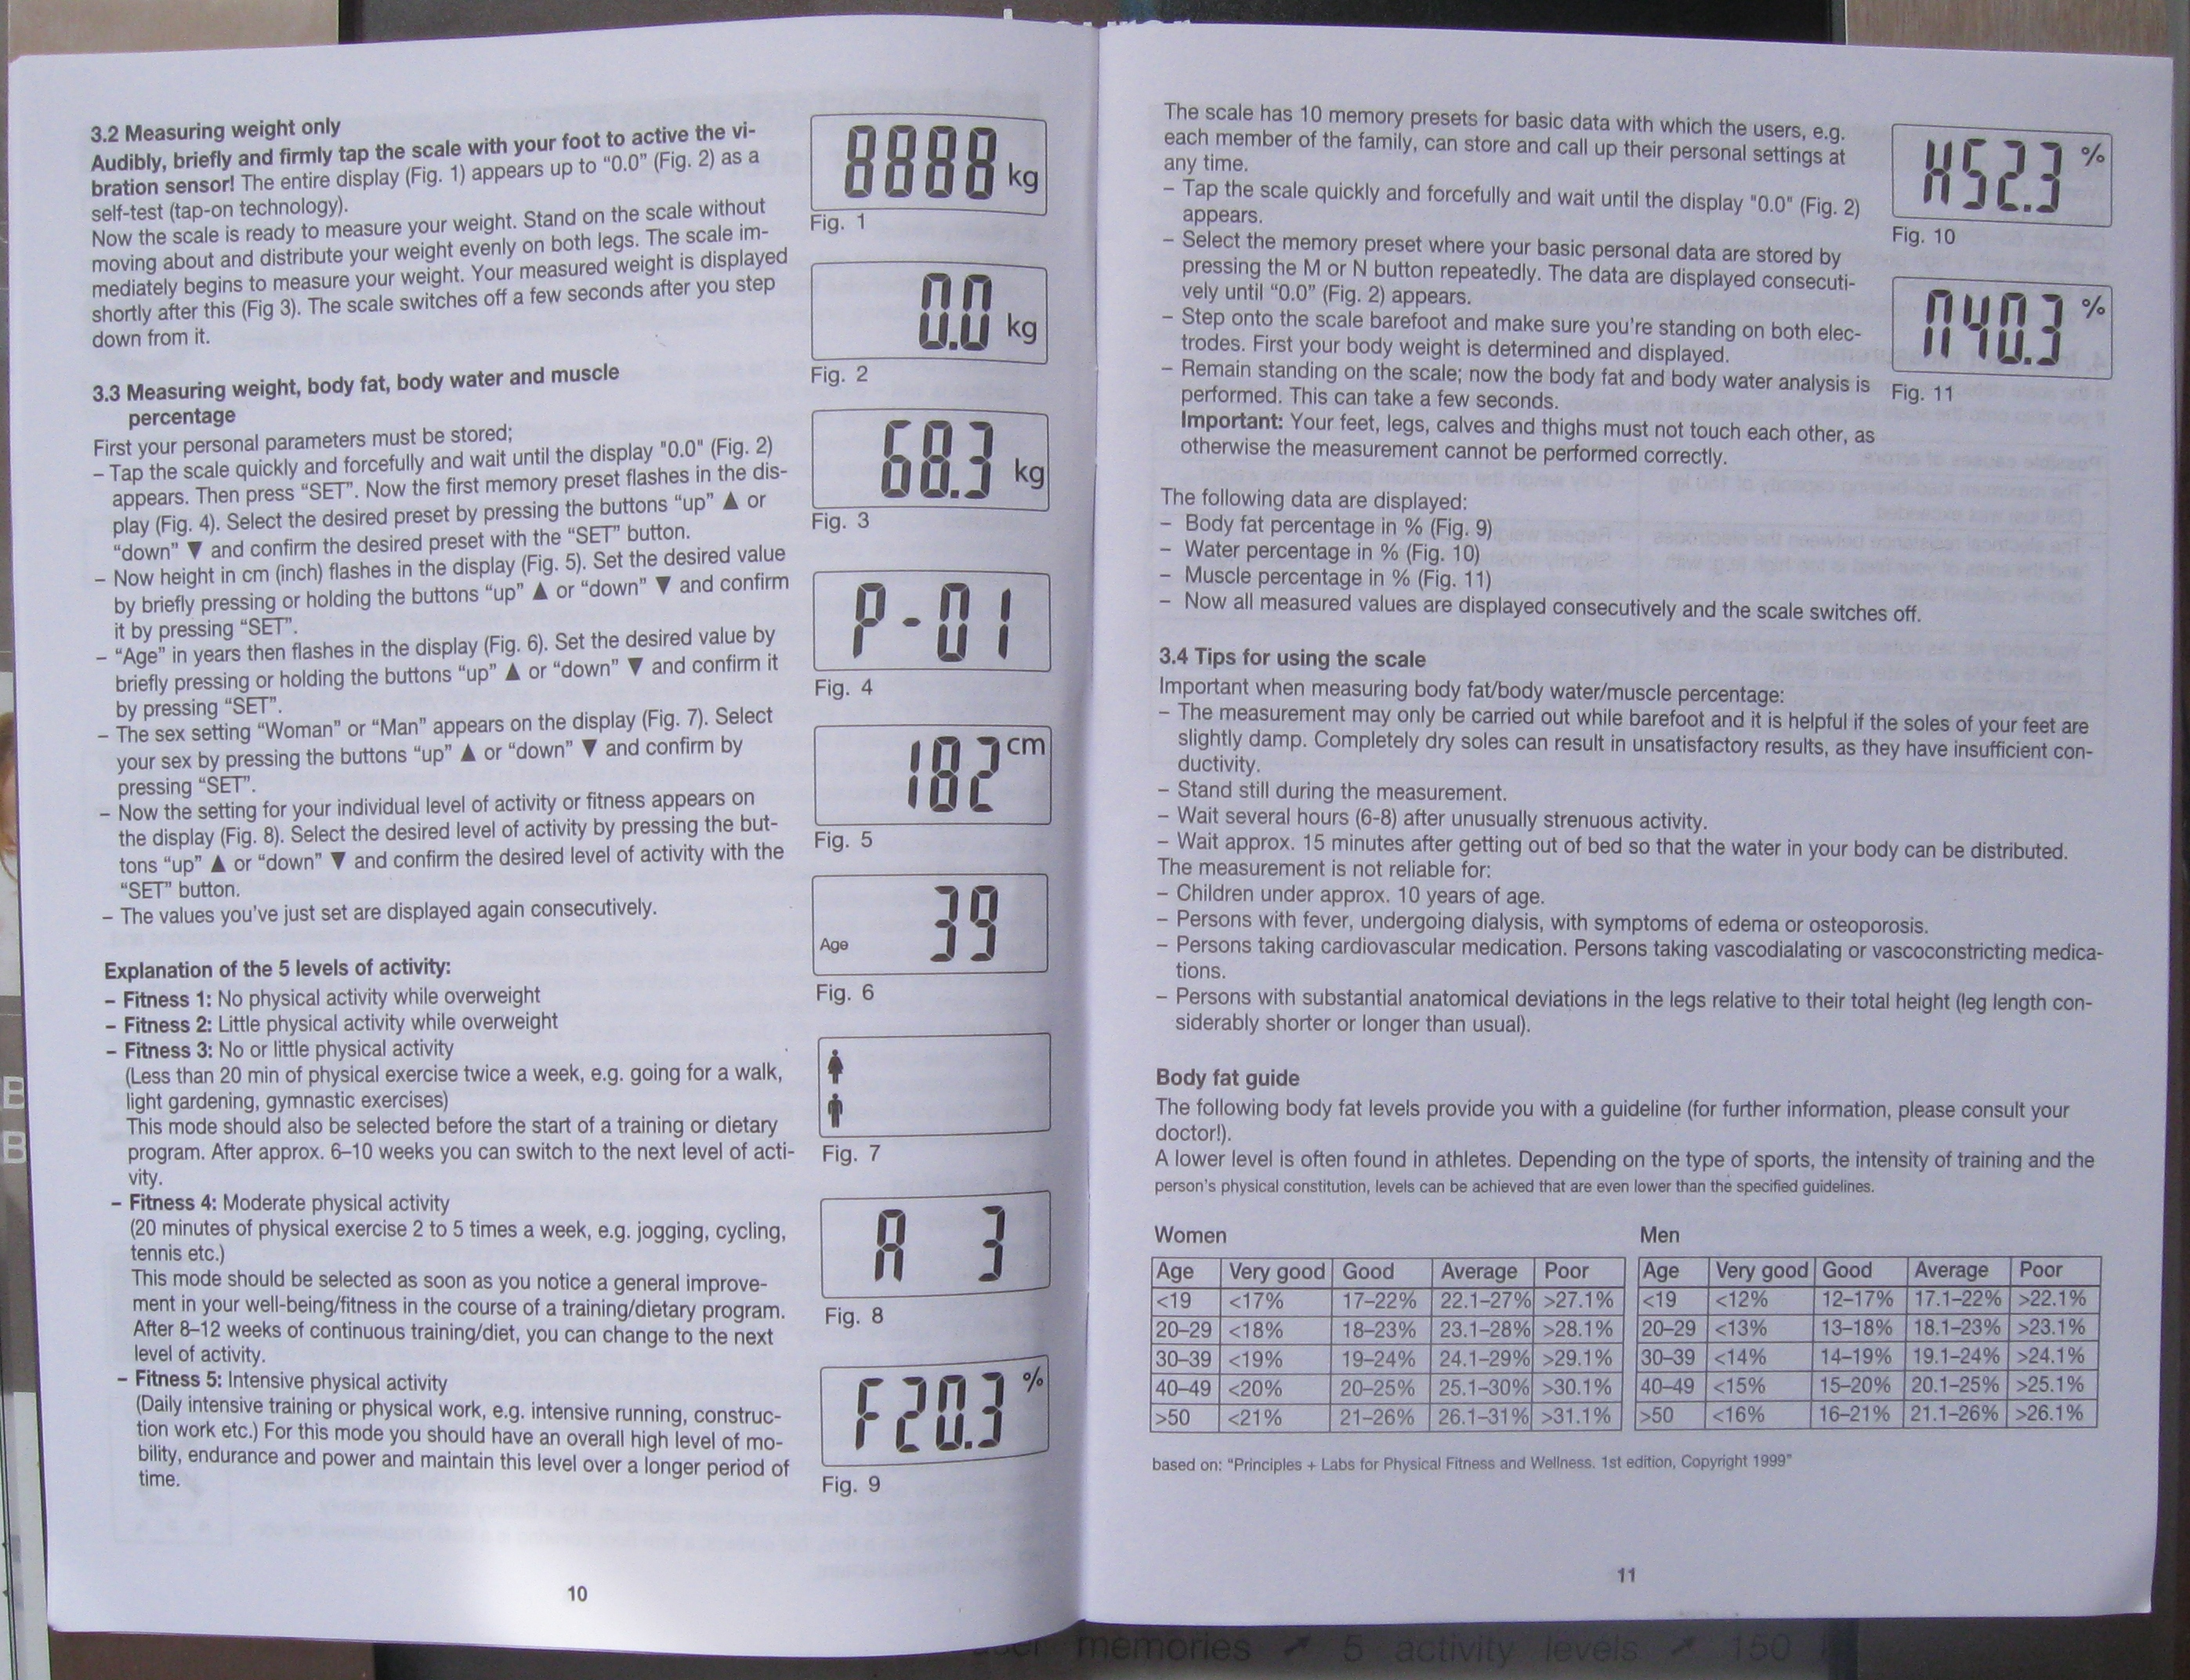 3.2 Measuring weight only
Audibly, briefly and firmly tap the scale with your foot to active the vi-
bration sensor! The entire display (Fig. 1) appears up to “0.0” (Fig. 2) as a
self-test (tap-on technology).
Now the scale is ready to measure your weight. Stand on the scale without
moving about and distribute your weight evenly on both legs. The scale im-
mediately begins to measure your weight. Your measured weight is displayed
shortly after this (Fig 3). The scale switches off a few seconds after you step
down from it.
3.3 Measuring weight, body fat, body water and muscle
percentage
First your personal parameters must be stored;
– Tap the scale quickly and forcefully and wait until the display "0.0" (Fig. 2)
appears. Then press “SET”. Now the first memory preset flashes in the dis-
play (Fig. 4). Select the desired preset by pressing the buttons “up” ▲ or
“down” ▼ and confirm the desired preset with the “SET” button.
– Now height in cm (inch) flashes in the display (Fig. 5). Set the desired value
by briefly pressing or holding the buttons “up” ▲ or “down” ▼ and confirm
it by pressing “SET”.
– “Age” in years then flashes in the display (Fig. 6). Set the desired value by
briefly pressing or holding the buttons “up” ▲ or “down” ▼ and confirm it
by pressing “SET”.
– The sex setting “Woman” or “Man” appears on the display (Fig. 7). Select
your sex by pressing the buttons “up” ▲ or “down” ▼ and confirm by
pressing “SET”.
– Now the setting for your individual level of activity or fitness appears on
the display (Fig. 8). Select the desired level of activity by pressing the but-
tons “up” ▲ or “down” ▼ and confirm the desired level of activity with the
“SET” button.
– The values you’ve just set are displayed again consecutively.
Explanation of the 5 levels of activity:
– Fitness 1: No physical activity while overweight
– Fitness 2: Little physical activity while overweight
– Fitness 3: No or little physical activity
(Less than 20 min of physical exercise twice a week, e.g. going for a walk,
light gardening, gymnastic exercises)
This mode should also be selected before the start of a training or dietary
program. After approx. 6–10 weeks you can switch to the next level of acti-
vity.
– Fitness 4: Moderate physical activity
(20 minutes of physical exercise 2 to 5 times a week, e.g. jogging, cycling,
tennis etc.)
This mode should be selected as soon as you notice a general improve-
ment in your well-being/fitness in the course of a training/dietary program.
After 8–12 weeks of continuous training/diet, you can change to the next
level of activity.
– Fitness 5: Intensive physical activity
(Daily intensive training or physical work, e.g. intensive running, construc-
tion work etc.) For this mode you should have an overall high level of mo-
bility, endurance and power and maintain this level over a longer period of
time.
8888 kg
Fig. 1
0.0 kg
Fig. 2
68.3 kg
Fig. 3
P-01
Fig. 4
182 cm
Fig. 5
Age 39
Fig. 6
Fig. 7
A 3
Fig. 8
F20.3 %
Fig. 9
10
The scale has 10 memory presets for basic data with which the users, e.g.
each member of the family, can store and call up their personal settings at
any time.
– Tap the scale quickly and forcefully and wait until the display "0.0" (Fig. 2)
appears.
– Select the memory preset where your basic personal data are stored by
pressing the M or N button repeatedly. The data are displayed consecuti-
vely until “0.0” (Fig. 2) appears.
– Step onto the scale barefoot and make sure you’re standing on both elec-
trodes. First your body weight is determined and displayed.
– Remain standing on the scale; now the body fat and body water analysis is
performed. This can take a few seconds.
Important: Your feet, legs, calves and thighs must not touch each other, as
otherwise the measurement cannot be performed correctly.
H52.3 %
Fig. 10
M40.3 %
Fig. 11
The following data are displayed:
– Body fat percentage in % (Fig. 9)
– Water percentage in % (Fig. 10)
– Muscle percentage in % (Fig. 11)
– Now all measured values are displayed consecutively and the scale switches off.
3.4 Tips for using the scale
Important when measuring body fat/body water/muscle percentage:
– The measurement may only be carried out while barefoot and it is helpful if the soles of your feet are
slightly damp. Completely dry soles can result in unsatisfactory results, as they have insufficient con-
ductivity.
– Stand still during the measurement.
– Wait several hours (6-8) after unusually strenuous activity.
– Wait approx. 15 minutes after getting out of bed so that the water in your body can be distributed.
The measurement is not reliable for:
– Children under approx. 10 years of age.
– Persons with fever, undergoing dialysis, with symptoms of edema or osteoporosis.
– Persons taking cardiovascular medication. Persons taking vascodialating or vascoconstricting medica-
tions.
– Persons with substantial anatomical deviations in the legs relative to their total height (leg length con-
siderably shorter or longer than usual).
Body fat guide
The following body fat levels provide you with a guideline (for further information, please consult your
doctor!).
A lower level is often found in athletes. Depending on the type of sports, the intensity of training and the
person’s physical constitution, levels can be achieved that are even lower than the specified guidelines.
Women
Age Very good Good Average Poor
<19 <17% 17–22% 22.1–27% >27.1%
20–29 <18% 18–23% 23.1–28% >28.1%
30–39 <19% 19–24% 24.1–29% >29.1%
40–49 <20% 20–25% 25.1–30% >30.1%
>50 <21% 21–26% 26.1–31% >31.1%
Men
Age Very good Good Average Poor
<19 <12% 12–17% 17.1–22% >22.1%
20–29 <13% 13–18% 18.1–23% >23.1%
30–39 <14% 14–19% 19.1–24% >24.1%
40–49 <15% 15–20% 20.1–25% >25.1%
>50 <16% 16–21% 21.1–26% >26.1%
based on: “Principles + Labs for Physical Fitness and Wellness. 1st edition, Copyright 1999”
11
memories ↗ 5 activity levels ↗ 150
B
B